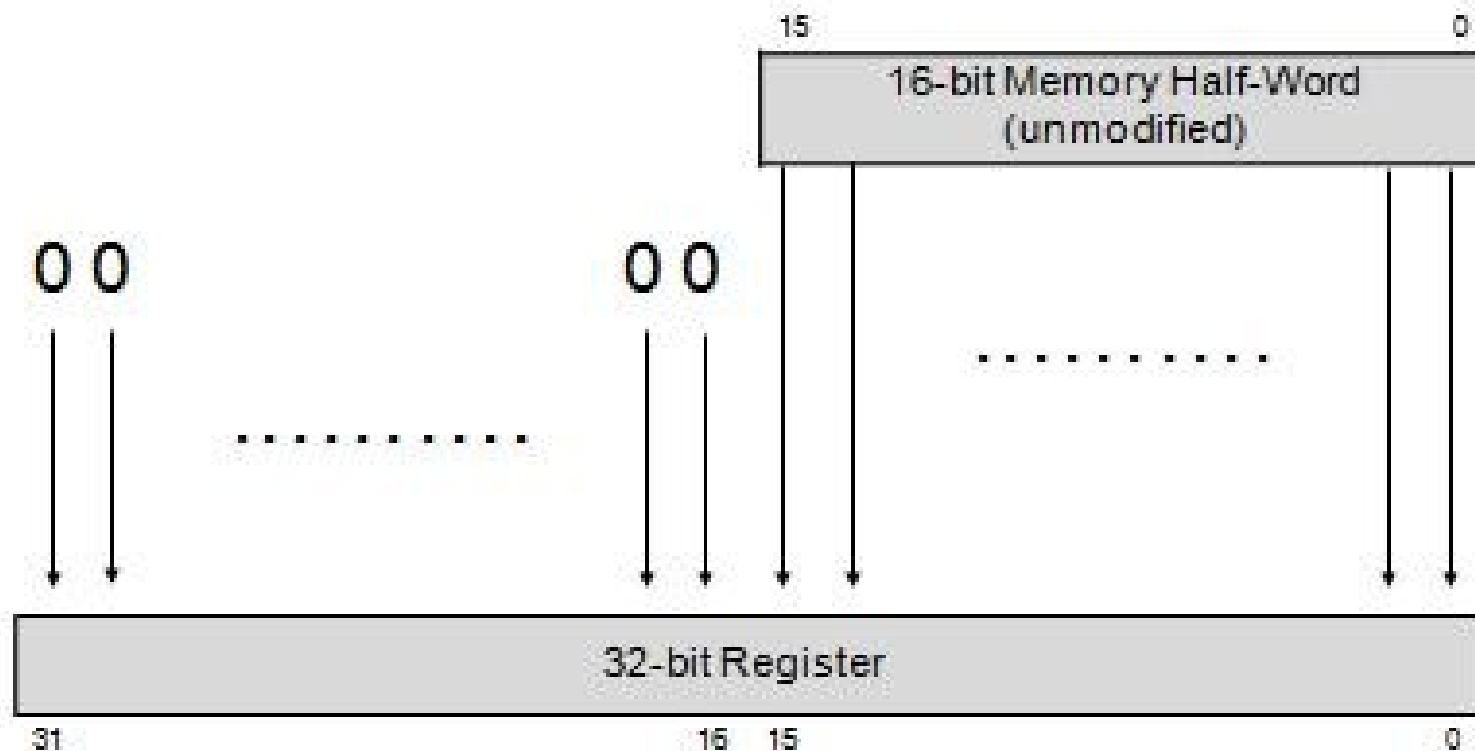 15 0
16-bit Memory Half-Word
(unmodified)
0 0 0 0
. . . . . . . . . .
. . . . . . . . . .
32-bit Register
31 16 15 0